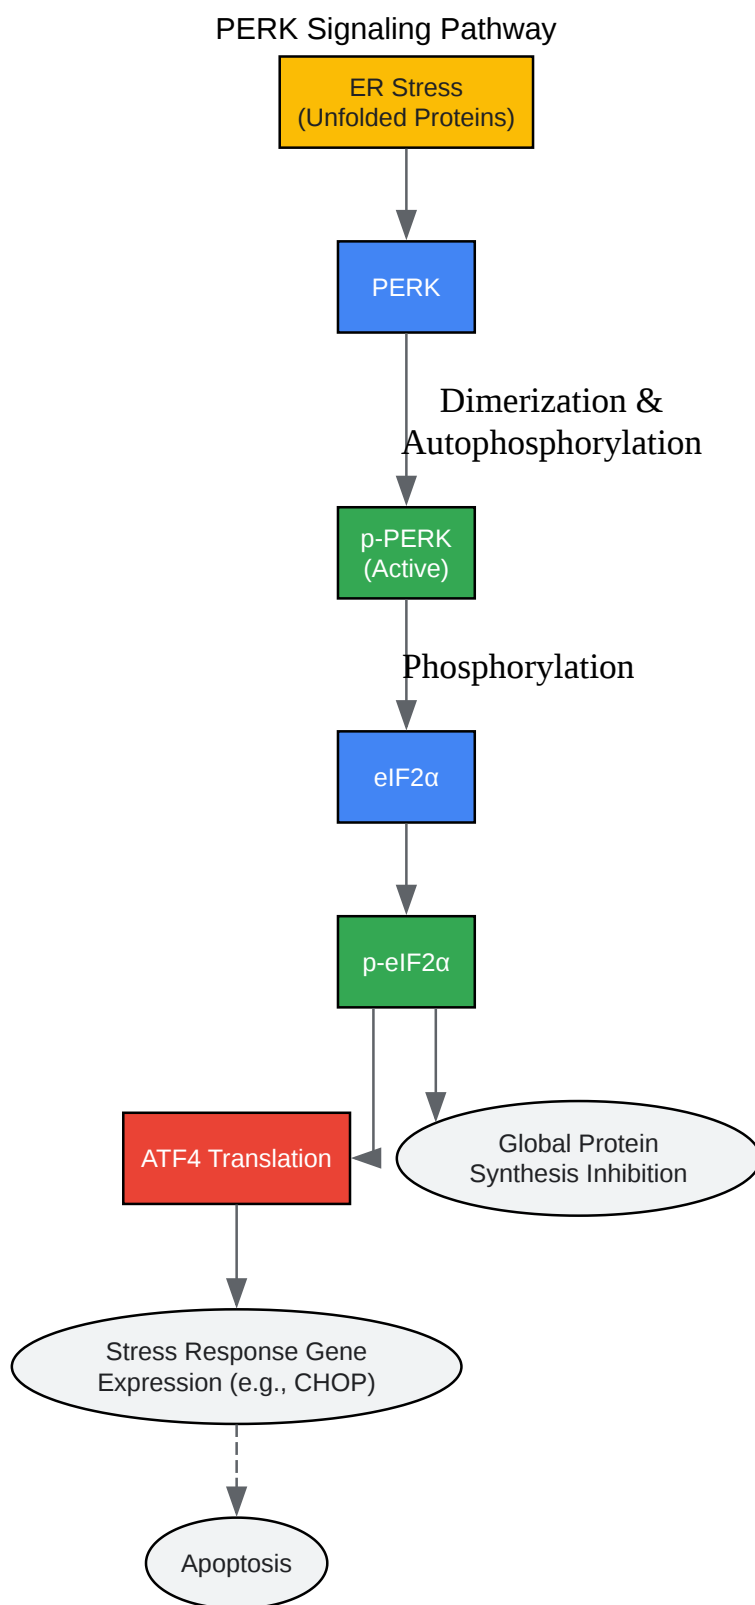 PERK Signaling Pathway
ER Stress
(Unfolded Proteins)
PERK
Dimerization &
Autophosphorylation
p-PERK
(Active)
Phosphorylation
eIF2α
p-eIF2α
ATF4 Translation
Global Protein
Synthesis Inhibition
Stress Response Gene
Expression (e.g., CHOP)
Apoptosis